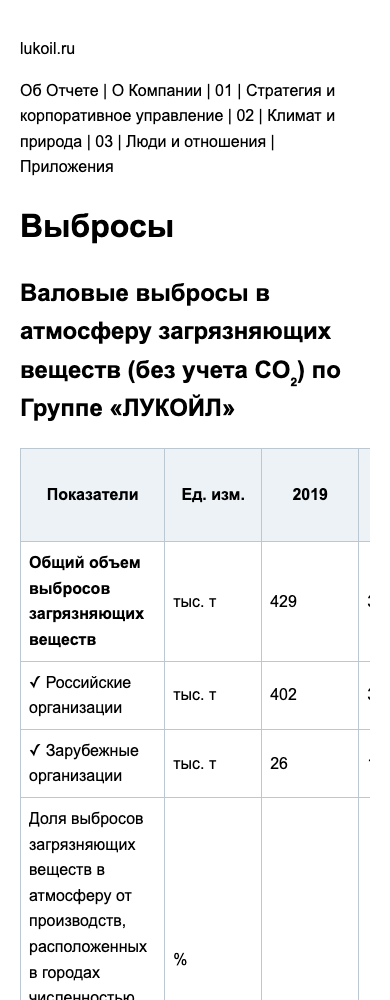 lukoil.ru
Об Отчете | О Компании | 01 | Стратегия и
корпоративное управление | 02 | Климат и
природа | 03 | Люди и отношения |
Приложения
Выбросы
Валовые выбросы в
атмосферу загрязняющих
веществ (без учета CO₂) по
Группе «ЛУКОЙЛ»
Показатели
Ед. изм.
2019
Общий объем
выбросов
загрязняющих
веществ
тыс. т
429
✓ Российские
организации
тыс. т
402
✓ Зарубежные
организации
тыс. т
26
Доля выбросов
загрязняющих
веществ в
атмосферу от
производств,
расположенных
в городах
численностью
%